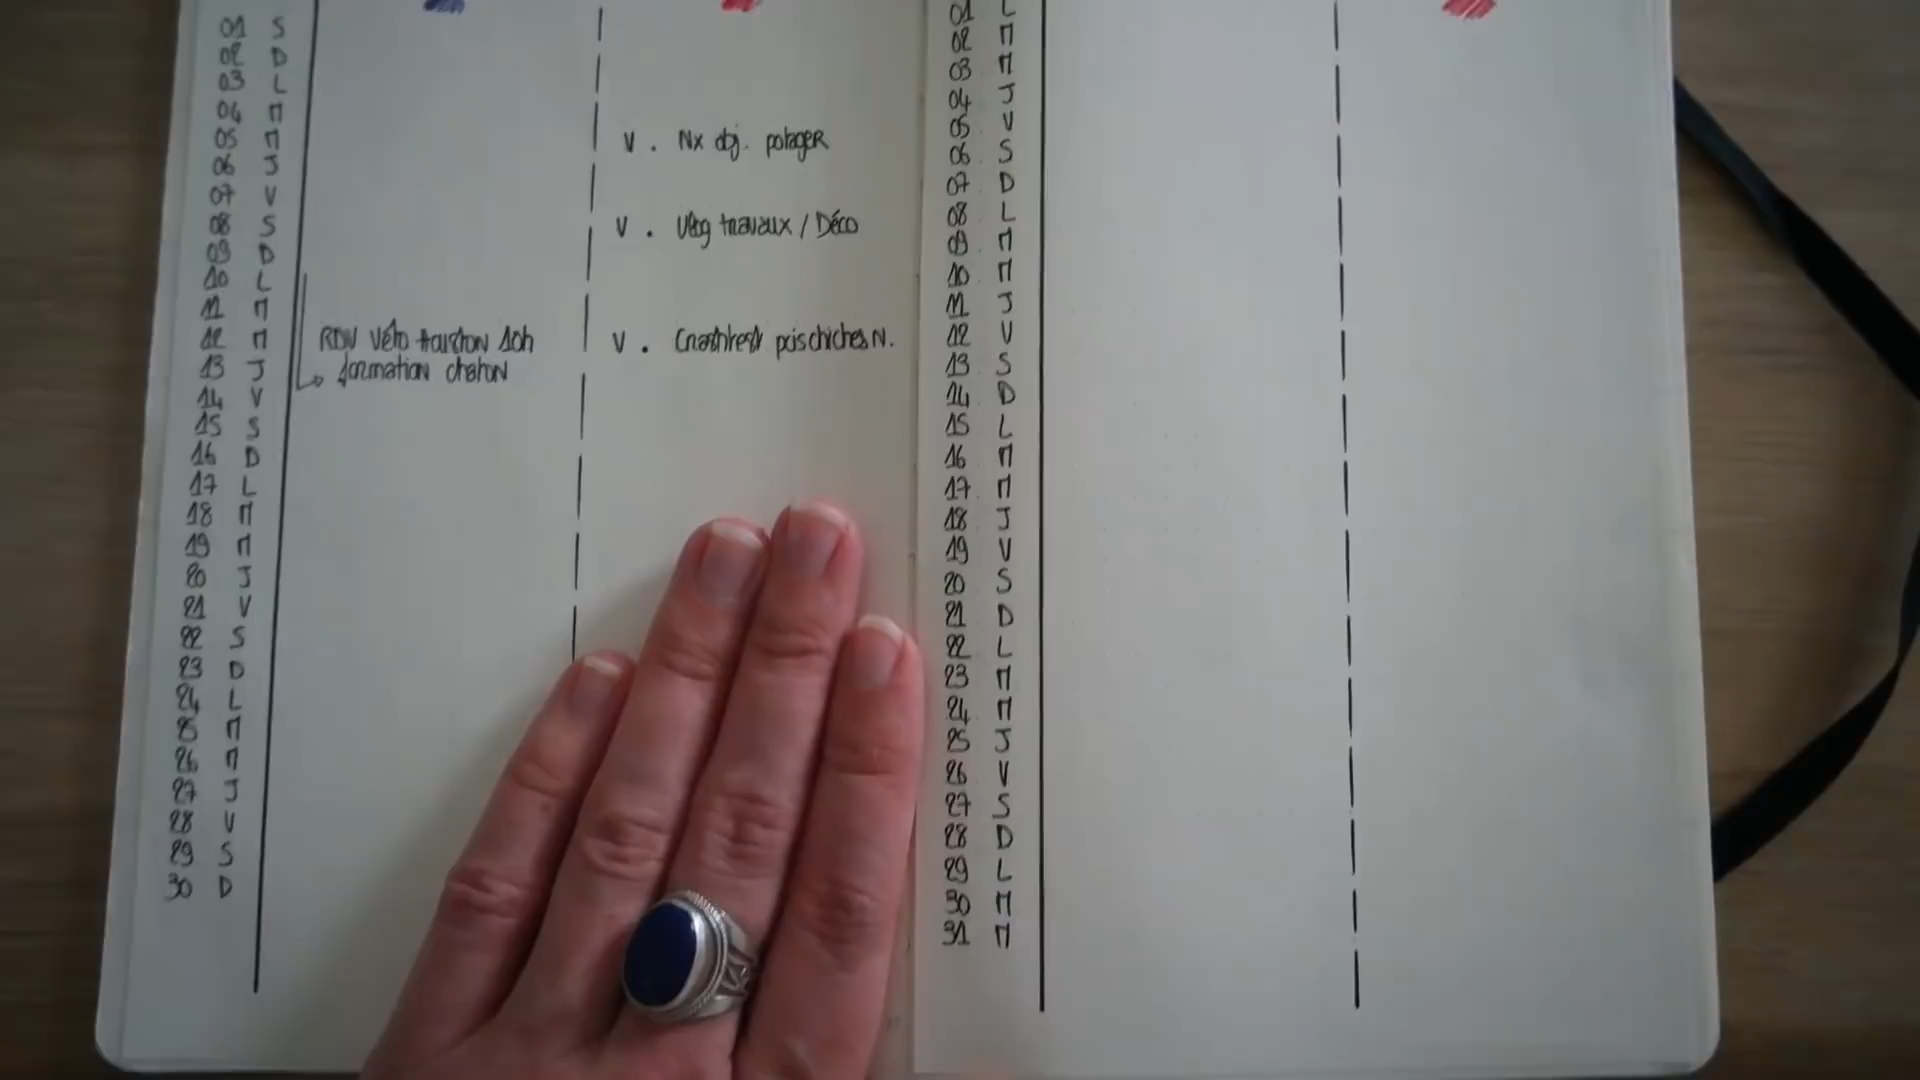 01 S
02 D
03 L
04 M
05 M
06 J
07 V
08 S
09 D
10 L
11 M
12 M
13 J
14 V
15 S
16 D
17 L
18 M
19 M
20 J
21 V
22 S
23 D
24 L
25 M
26 M
27 J
28 V
29 S
30 D
RDV Véto 10h
formation chaton
V . Nx obj. potager
V . Vlog travaux / Déco
V . pois chiches N.
01 L
02 M
03 M
04 J
05 V
06 S
07 D
08 L
09 M
10 M
11 J
12 V
13 S
14 D
15 L
16 M
17 M
18 J
19 V
20 S
21 D
22 L
23 M
24 M
25 J
26 V
27 S
28 D
29 L
30 M
31 M